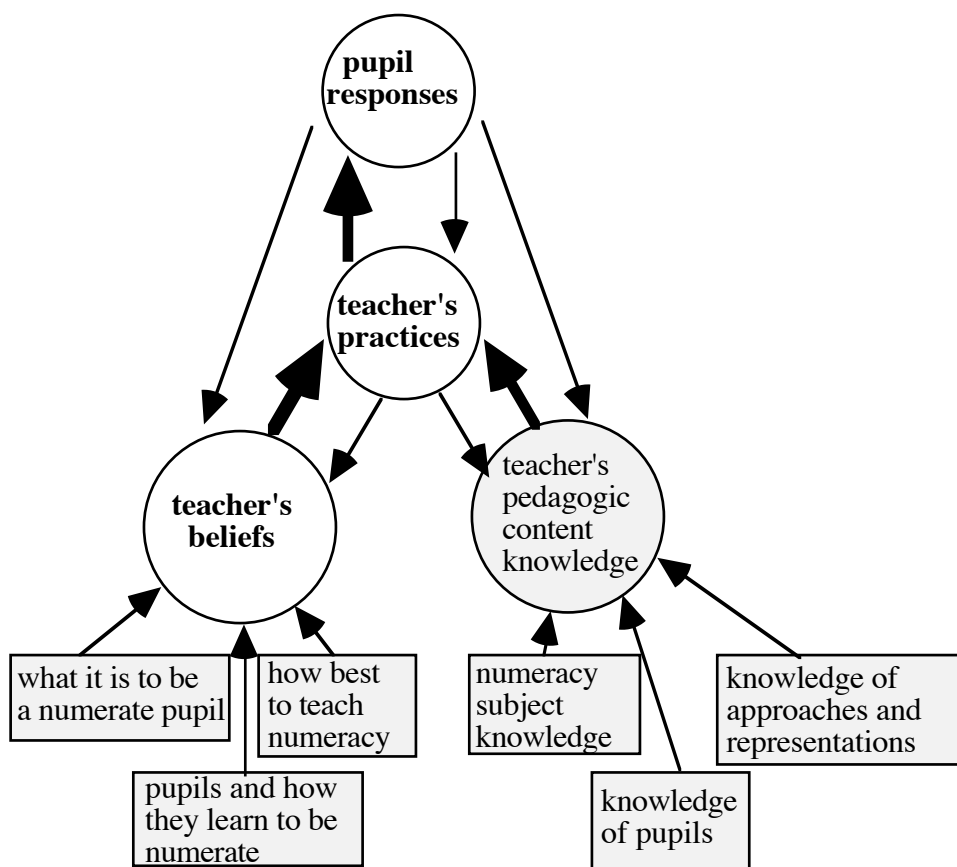 pupil
responses
teacher's
practices
teacher's
beliefs
teacher's
pedagogic
content
knowledge
what it is to be
a numerate pupil
how best
to teach
numeracy
pupils and how
they learn to be
numerate
numeracy
subject
knowledge
knowledge
of pupils
knowledge of
approaches and
representations